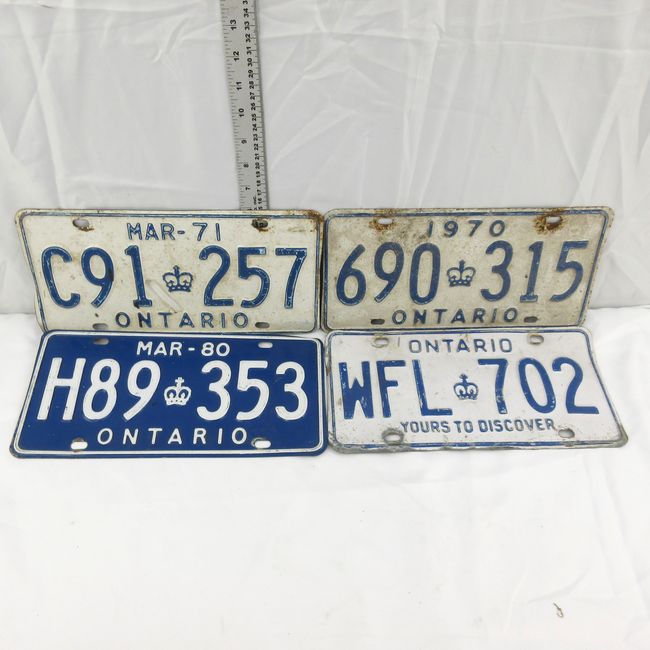 MAR-71
C91 257
ONTARIO
1970
690 315
ONTARIO
MAR-80
H89 353
ONTARIO
ONTARIO
WFL 702
YOURS TO DISCOVER